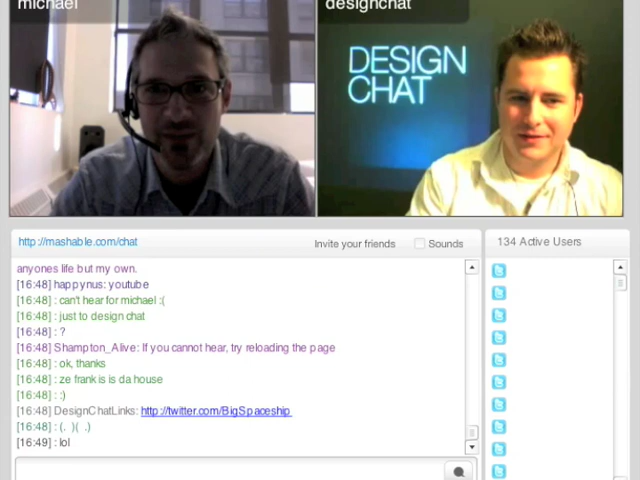 michael
designchat
DESIGN
CHAT
http://mashable.com/chat
Invite your friends
Sounds
134 Active Users
anyones life but my own.
[16:48] happynus: youtube
[16:48] : can't hear for michael :(
[16:48] : just to design chat
[16:48] : ?
[16:48] Shampton_Alive: If you cannot hear, try reloading the page
[16:48] : ok, thanks
[16:48] : ze frank is is da house
[16:48] : :)
[16:48] DesignChatLinks: http://twitter.com/BigSpaceship
[16:48] : (. )( .)
[16:49] : lol